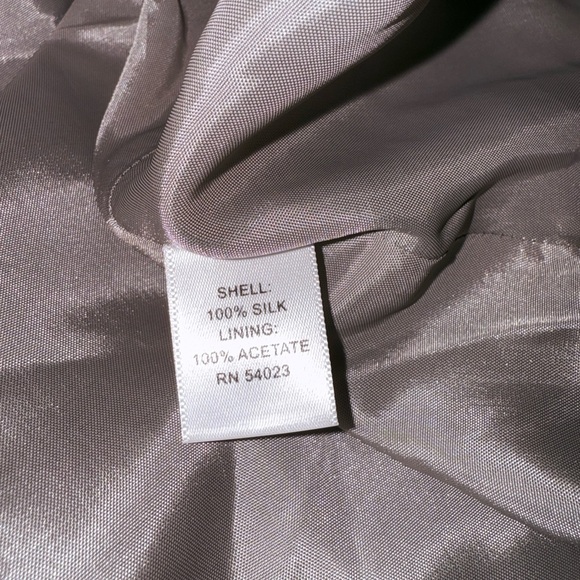 SHELL:
100% SILK
LINING:
100% ACETATE
RN 54023